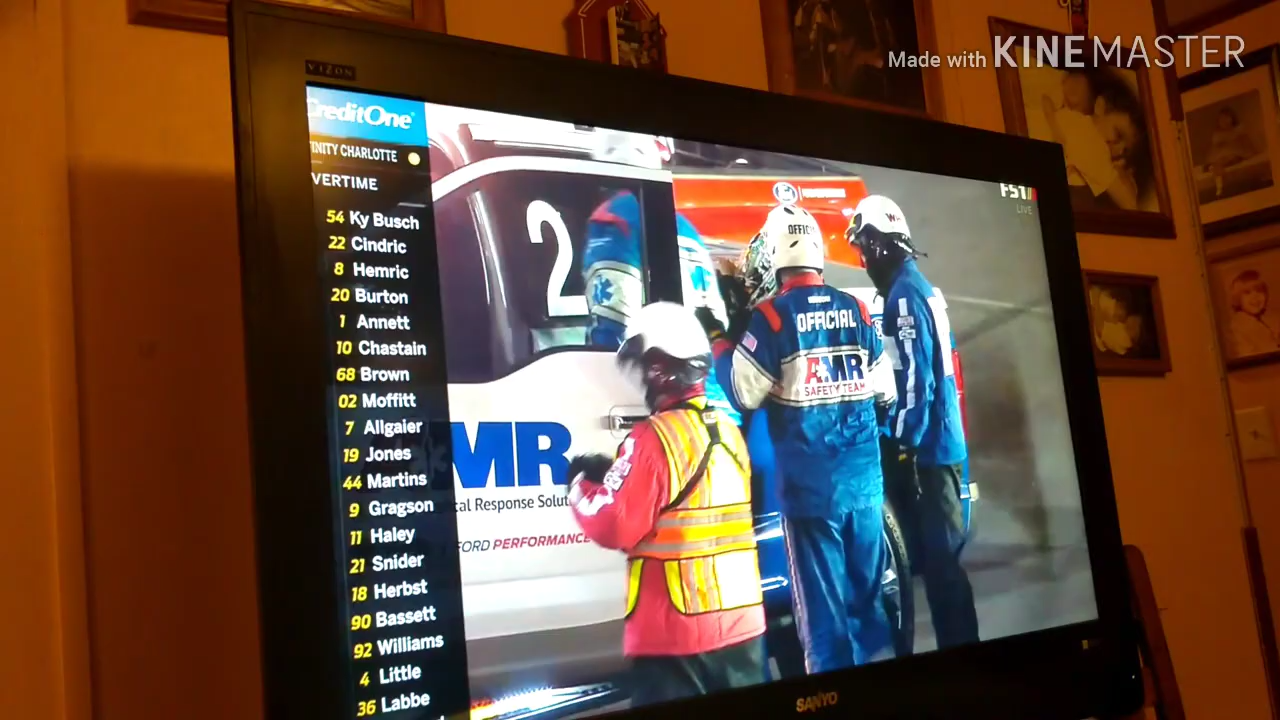 Made with KINEMASTER
VIZON
CreditOne
INITY CHARLOTTE
VERTIME
54 Ky Busch
22 Cindric
8 Hemric
20 Burton
1 Annett
10 Chastain
68 Brown
02 Moffitt
7 Allgaier
19 Jones
44 Martins
9 Gragson
11 Haley
21 Snider
18 Herbst
90 Bassett
92 Williams
4 Little
36 Labbe
FS1
LIVE
2
OFFICIAL
AMR
SAFETY TEAM
MR
ical Response Solut
FORD PERFORMANCE
SANYO